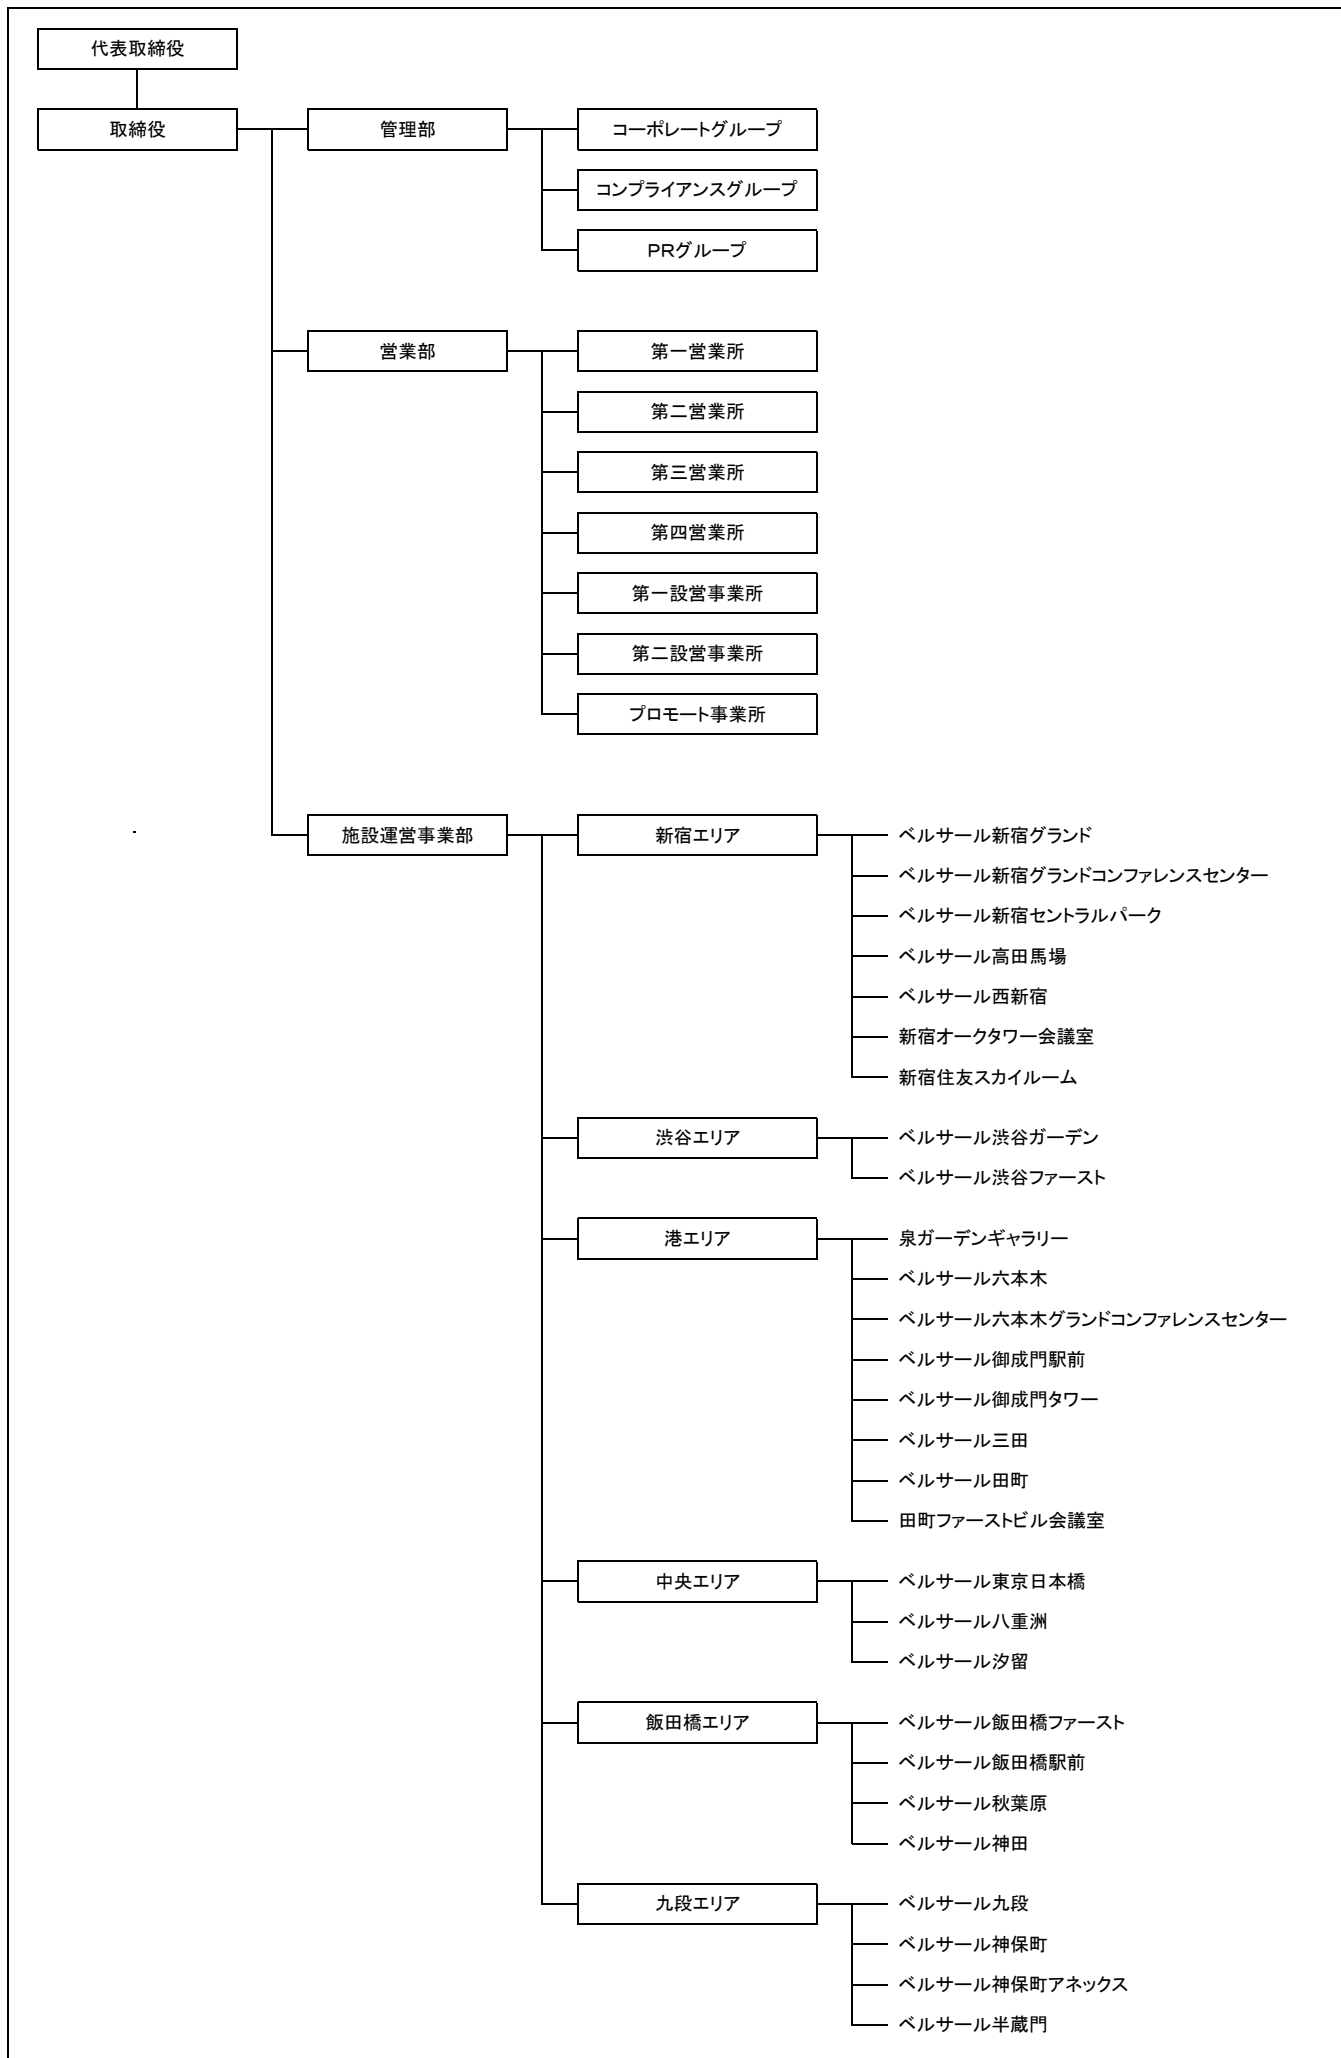 代表取締役
取締役
管理部
コーポレートグループ
コンプライアンスグループ
PRグループ
営業部
第一営業所
第二営業所
第三営業所
第四営業所
第一設営事業所
第二設営事業所
プロモート事業所
施設運営事業部
新宿エリア
ベルサール新宿グランド
ベルサール新宿グランドコンファレンスセンター
ベルサール新宿セントラルパーク
ベルサール高田馬場
ベルサール西新宿
新宿オークタワー会議室
新宿住友スカイルーム
渋谷エリア
ベルサール渋谷ガーデン
ベルサール渋谷ファースト
港エリア
泉ガーデンギャラリー
ベルサール六本木
ベルサール六本木グランドコンファレンスセンター
ベルサール御成門駅前
ベルサール御成門タワー
ベルサール三田
ベルサール田町
田町ファーストビル会議室
中央エリア
ベルサール東京日本橋
ベルサール八重洲
ベルサール汐留
飯田橋エリア
ベルサール飯田橋ファースト
ベルサール飯田橋駅前
ベルサール秋葉原
ベルサール神田
九段エリア
ベルサール九段
ベルサール神保町
ベルサール神保町アネックス
ベルサール半蔵門